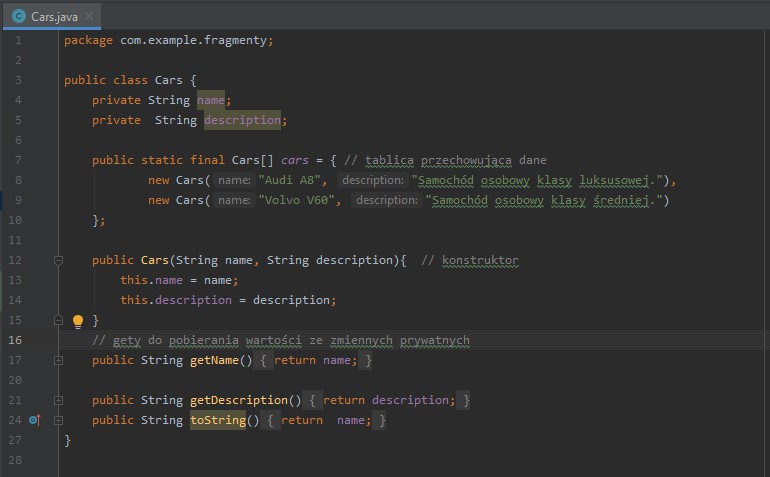 Cars.java
1 package com.example.fragmenty;
2
3 public class Cars {
4 private String name;
5 private  String description;
6
7 public static final Cars[] cars = { // tablica przechowująca dane
8 new Cars( name: "Audi A8", description: "Samochód osobowy klasy luksusowej."),
9 new Cars( name: "Volvo V60", description: "Samochód osobowy klasy średniej.")
10 };
11
12 public Cars(String name, String description){  // konstruktor
13 this.name = name;
14 this.description = description;
15 }
16 // gety do pobierania wartości ze zmiennych prywatnych
17 public String getName() { return name; }
20
21 public String getDescription() { return description; }
24 public String toString() { return  name; }
27 }
28